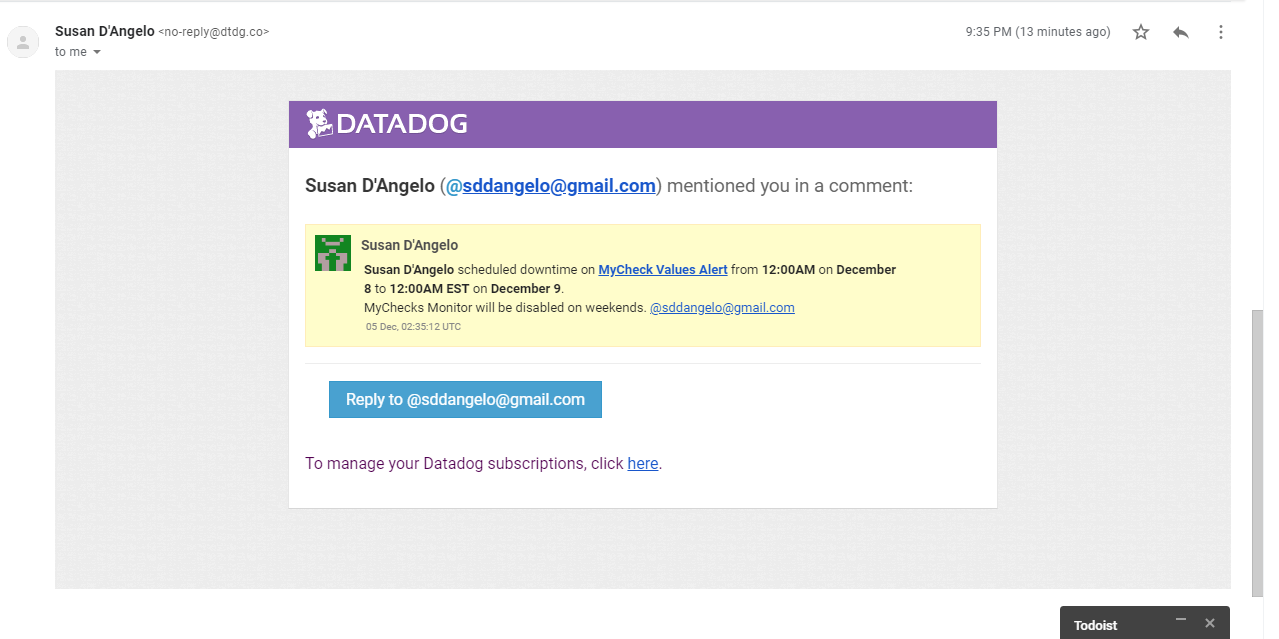 Susan D'Angelo <no-reply@dtdg.co>
9:35 PM (13 minutes ago)
to me
DATADOG
Susan D'Angelo (@sddangelo@gmail.com) mentioned you in a comment:
Susan D'Angelo
Susan D'Angelo scheduled downtime on MyCheck Values Alert from 12:00AM on December
8 to 12:00AM EST on December 9.
MyChecks Monitor will be disabled on weekends. @sddangelo@gmail.com
05 Dec, 02:35:12 UTC
Reply to @sddangelo@gmail.com
To manage your Datadog subscriptions, click here.
Todoist